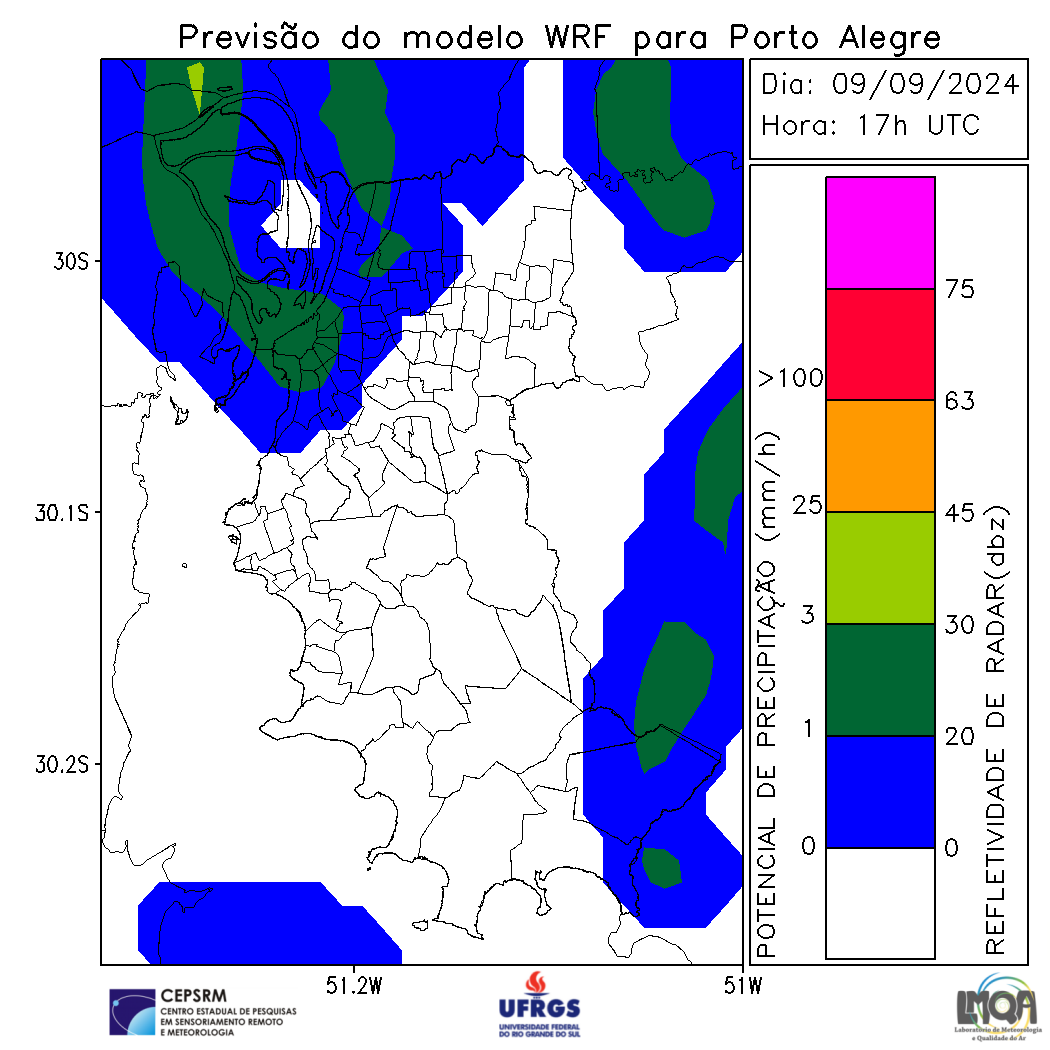 Previsão do modelo WRF para Porto Alegre
Dia: 09/09/2024
Hora: 17h UTC
30S
30.1S
30.2S
51.2W
51W
POTENCIAL DE PRECIPITAÇÃO (mm/h)
>100
25
3
1
0
75
63
45
30
20
0
REFLETIVIDADE DE RADAR(dbz)
CEPSRM
CENTRO ESTADUAL DE PESQUISAS
EM SENSORIAMENTO REMOTO
E METEOROLOGIA
UFRGS
UNIVERSIDADE FEDERAL
DO RIO GRANDE DO SUL
LMQA
Laboratório de Meteorologia
e Qualidade do Ar